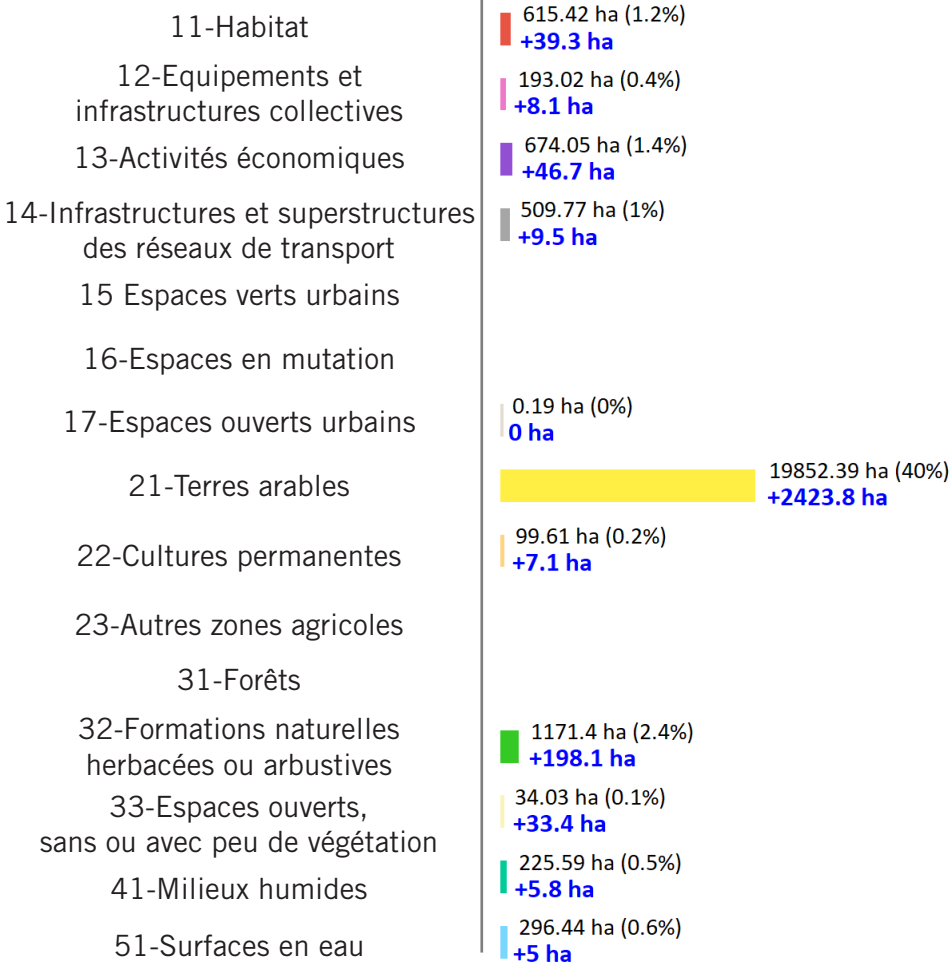 11-Habitat
615.42 ha (1.2%)
+39.3 ha
12-Equipements et
infrastructures collectives
193.02 ha (0.4%)
+8.1 ha
13-Activités économiques
674.05 ha (1.4%)
+46.7 ha
14-Infrastructures et superstructures
des réseaux de transport
509.77 ha (1%)
+9.5 ha
15 Espaces verts urbains
16-Espaces en mutation
17-Espaces ouverts urbains
0.19 ha (0%)
0 ha
21-Terres arables
19852.39 ha (40%)
+2423.8 ha
22-Cultures permanentes
99.61 ha (0.2%)
+7.1 ha
23-Autres zones agricoles
31-Forêts
32-Formations naturelles
herbacées ou arbustives
1171.4 ha (2.4%)
+198.1 ha
33-Espaces ouverts,
sans ou avec peu de végétation
34.03 ha (0.1%)
+33.4 ha
41-Milieux humides
225.59 ha (0.5%)
+5.8 ha
51-Surfaces en eau
296.44 ha (0.6%)
+5 ha